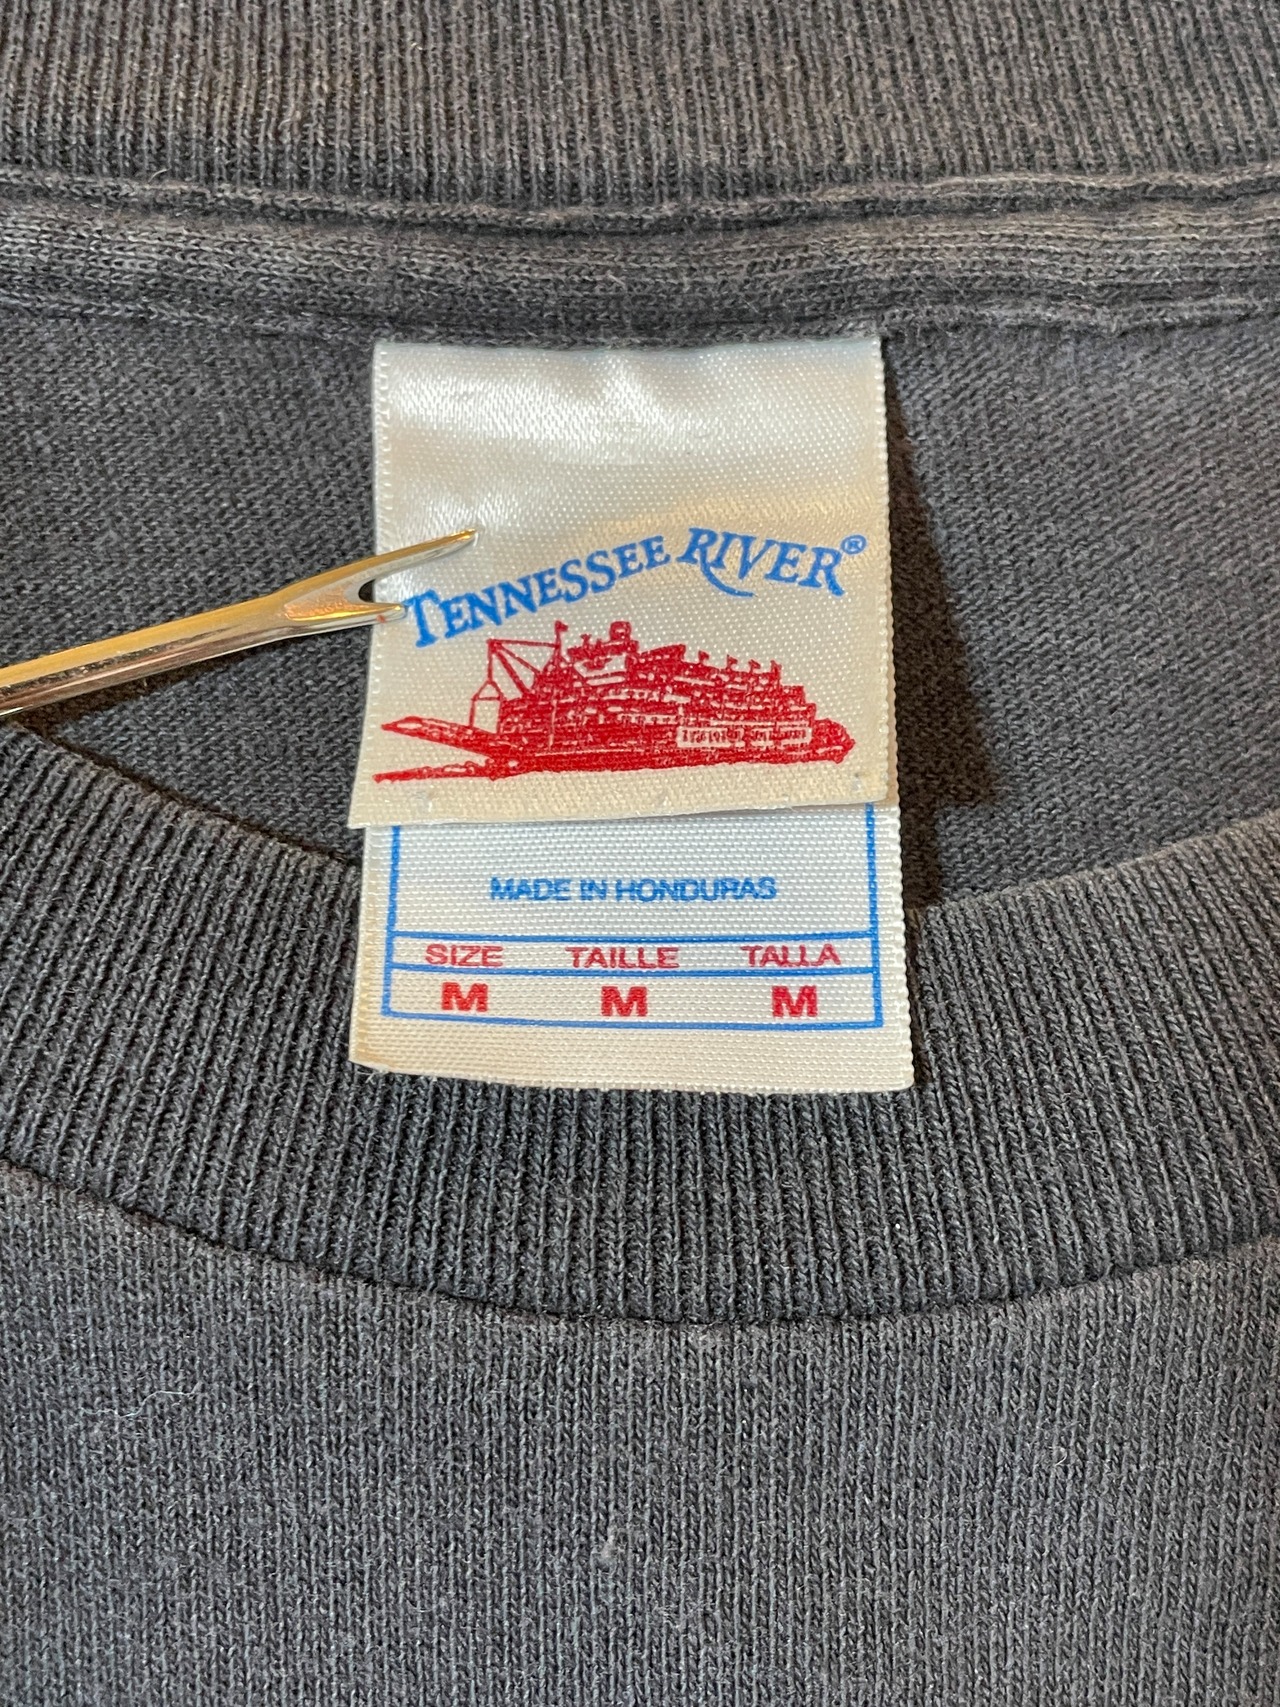 TENNESSEE RIVER®
MADE IN HONDURAS
SIZE TAILLE TALLA
M M M